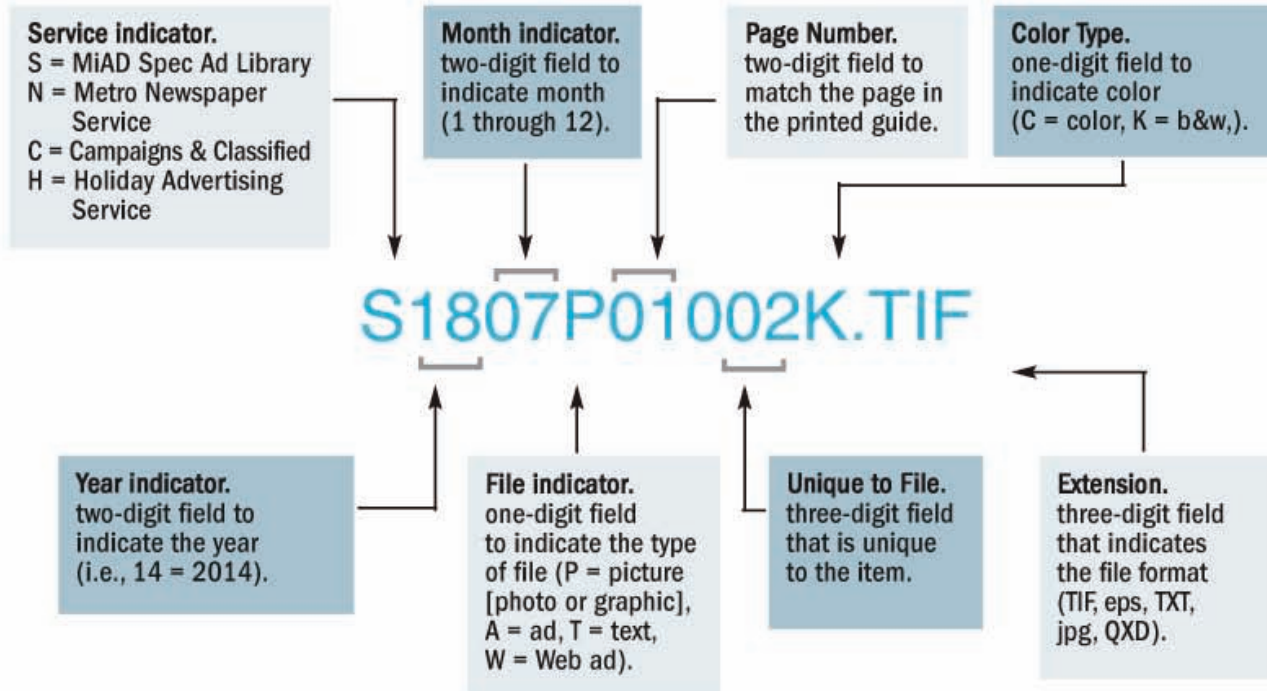 Service indicator.
S = MiAD Spec Ad Library
N = Metro Newspaper
Service
C = Campaigns & Classified
H = Holiday Advertising
Service
Month indicator.
two-digit field to
indicate month
(1 through 12).
Page Number.
two-digit field to
match the page in
the printed guide.
Color Type.
one-digit field to
indicate color
(C = color, K = b&w,).
S1807P01002K.TIF
Year indicator.
two-digit field to
indicate the year
(i.e., 14 = 2014).
File indicator.
one-digit field
to indicate the type
of file (P = picture
[photo or graphic],
A = ad, T = text,
W = Web ad).
Unique to File.
three-digit field
that is unique
to the item.
Extension.
three-digit field
that indicates
the file format
(TIF, eps, TXT,
jpg, QXD).